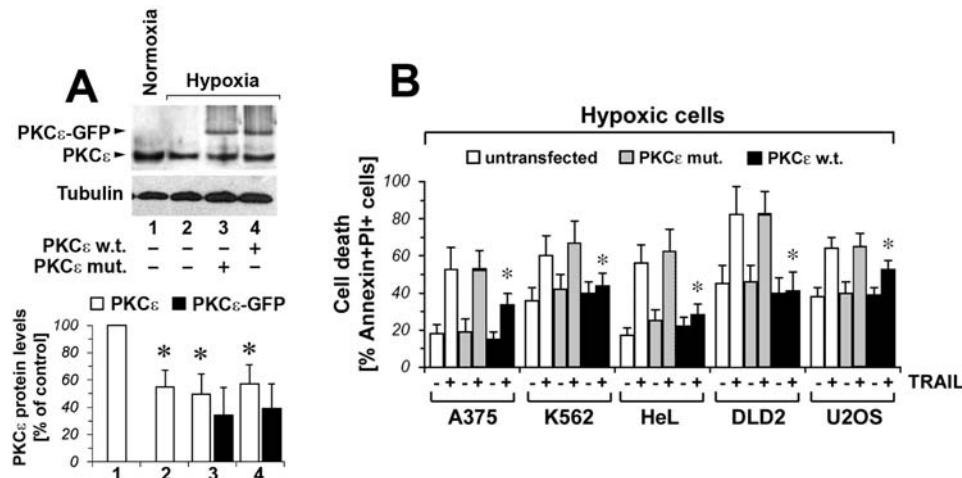 A
Normoxia
Hypoxia
PKCε-GFP
PKCε
Tubulin
1 2 3 4
PKCε w.t. – – – +
PKCε mut. – – + –
PKCε PKCε-GFP
PKCε protein levels
[% of control]
100
80
60
40
20
0
* * *
1 2 3 4
B
Hypoxic cells
untransfected PKCε mut. PKCε w.t.
Cell death
[% Annexin+PI+ cells]
100
80
60
40
20
0
* * * * *
- + - + - + - + - + - + - + - + - + - + - + - + - + - + - + TRAIL
A375 K562 HeL DLD2 U2OS